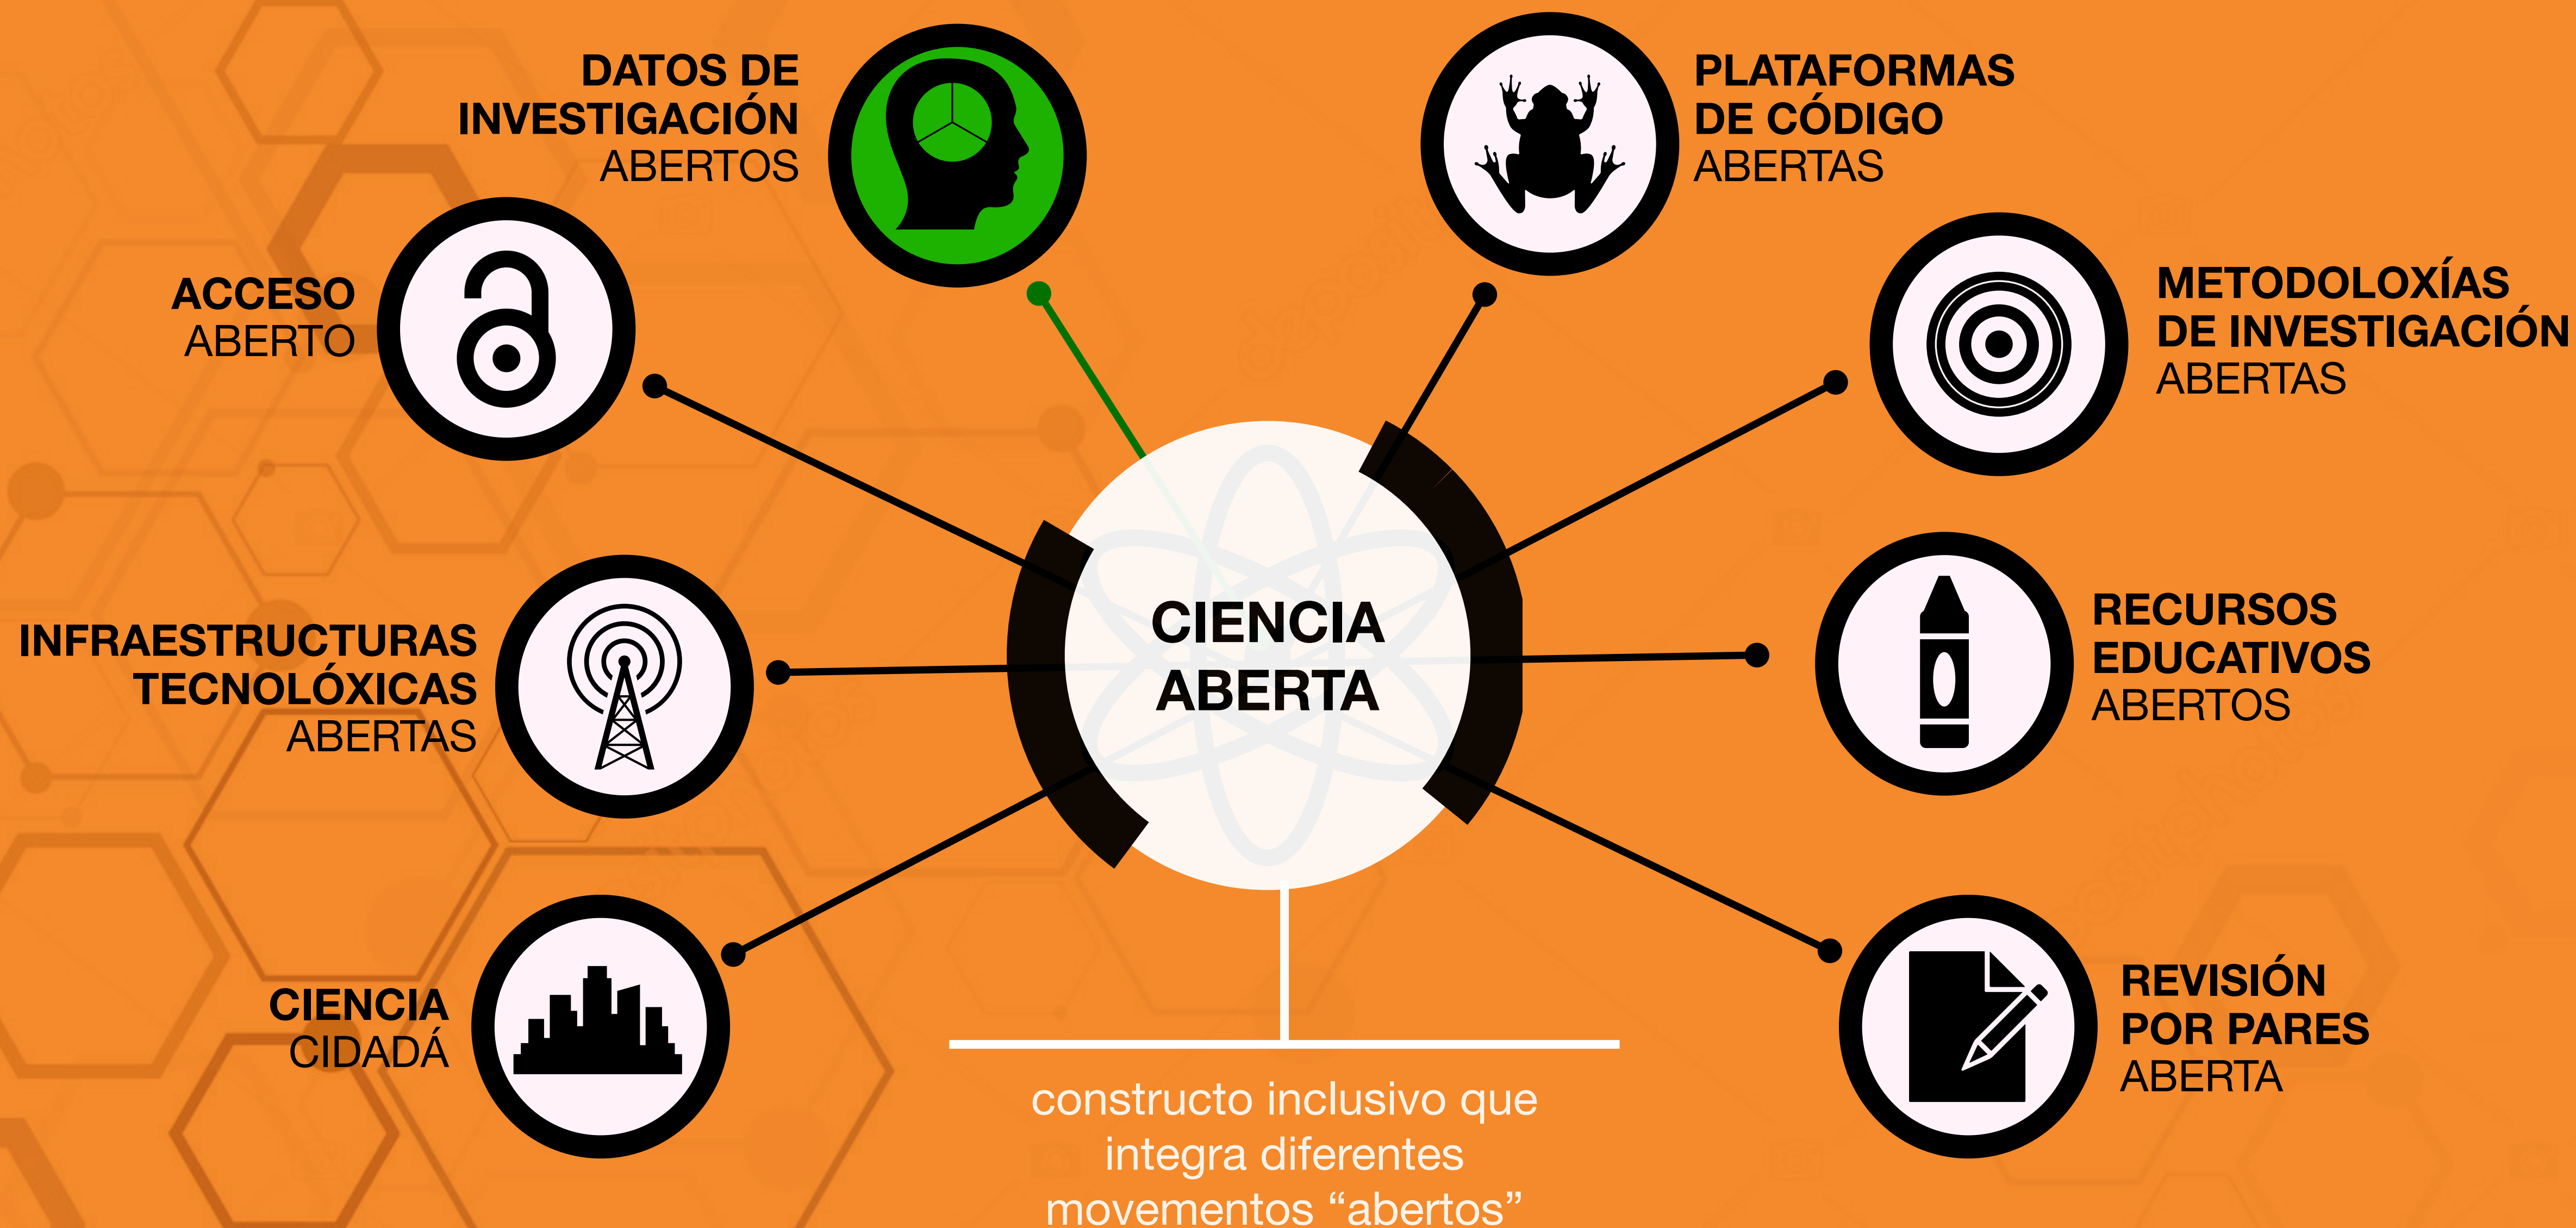 DATOS DE
INVESTIGACIÓN
ABERTOS
PLATAFORMAS
DE CÓDIGO
ABERTAS
ACCESO
ABERTO
METODOLOXÍAS
DE INVESTIGACIÓN
ABERTAS
CIENCIA
ABERTA
INFRAESTRUCTURAS
TECNOLÓXICAS
ABERTAS
RECURSOS
EDUCATIVOS
ABERTOS
CIENCIA
CIDADÁ
REVISIÓN
POR PARES
ABERTA
constructo inclusivo que
integra diferentes
movementos “abertos”